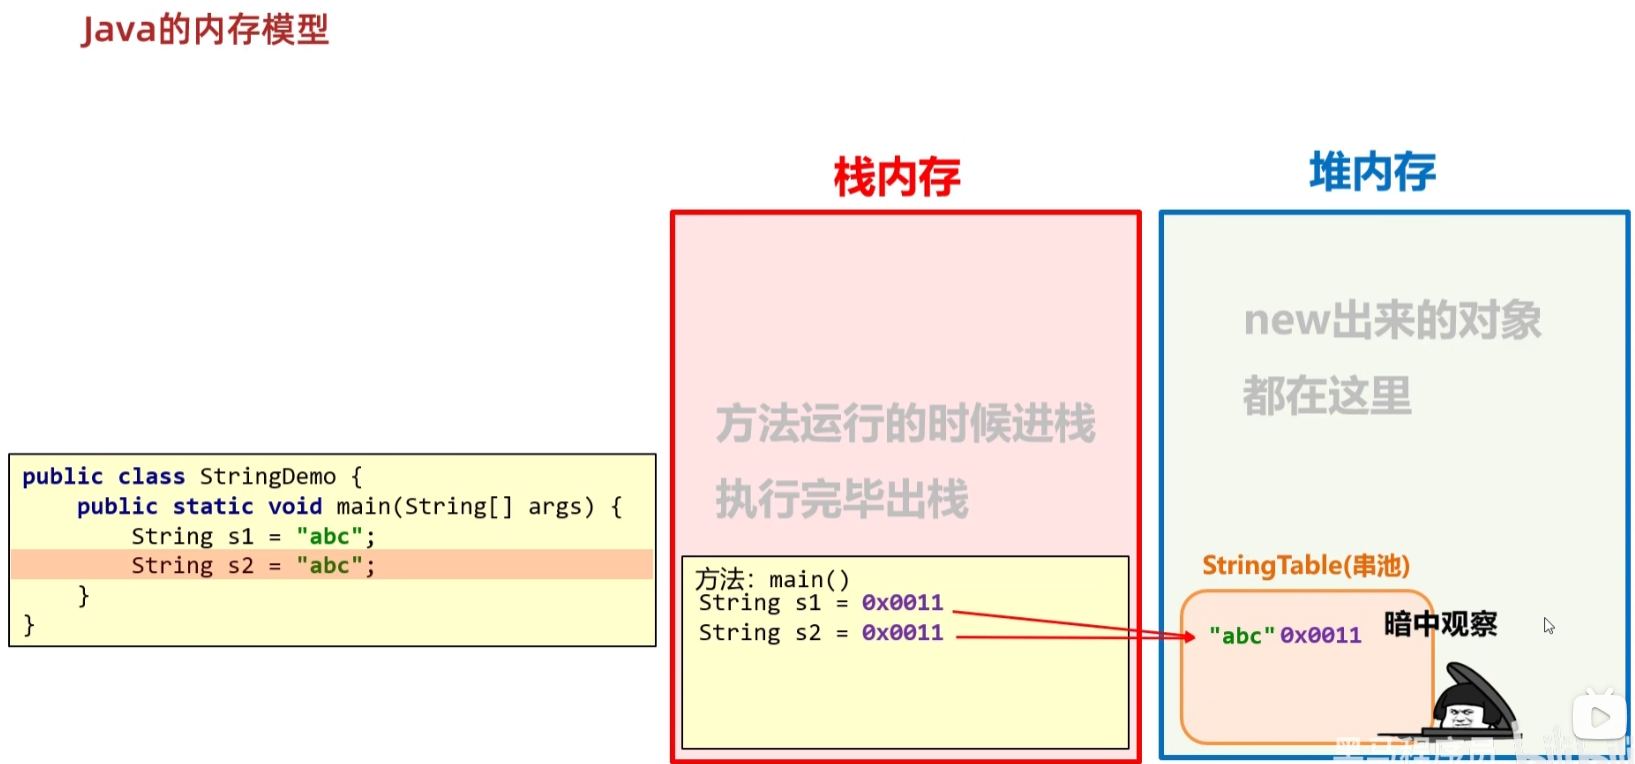 Java的内存模型
栈内存
堆内存
new出来的对象
都在这里
方法运行的时候进栈
执行完毕出栈
public class StringDemo {
public static void main(String[] args) {
String s1 = "abc";
String s2 = "abc";
}
}
方法：main()
String s1 = 0x0011
String s2 = 0x0011
StringTable(串池)
"abc" 0x0011
暗中观察